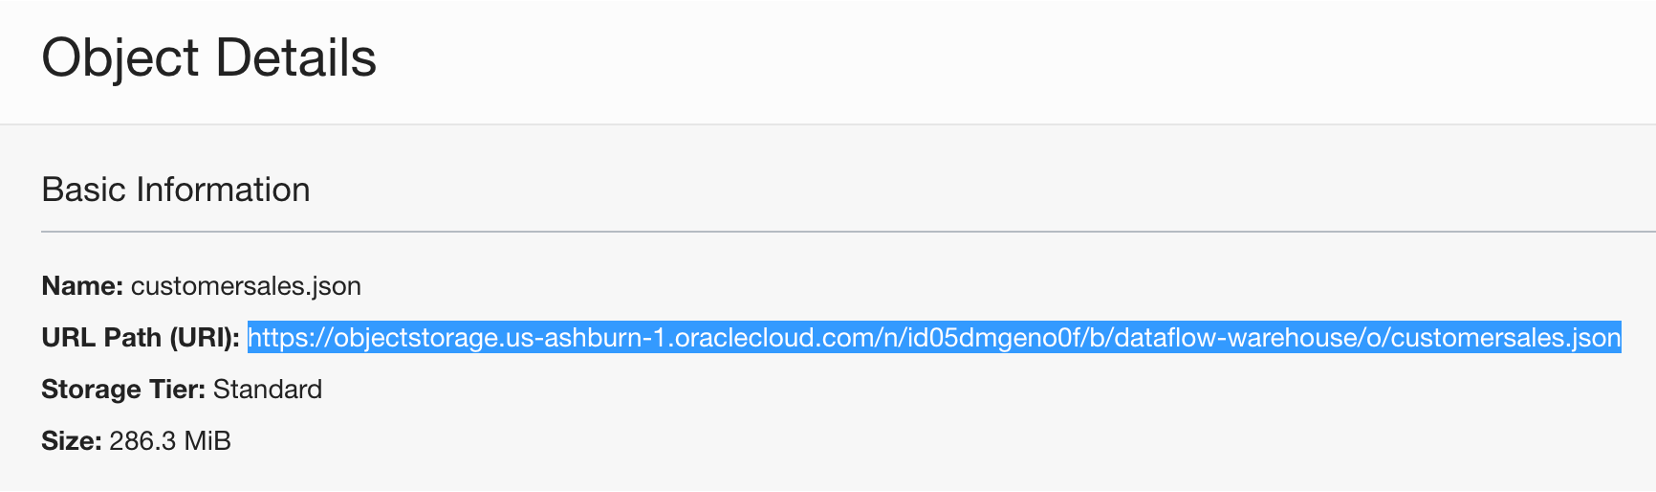 Object Details
Basic Information
Name: customersales.json
URL Path (URI): https://objectstorage.us-ashburn-1.oraclecloud.com/n/id05dmgeno0f/b/dataflow-warehouse/o/customersales.json
Storage Tier: Standard
Size: 286.3 MiB